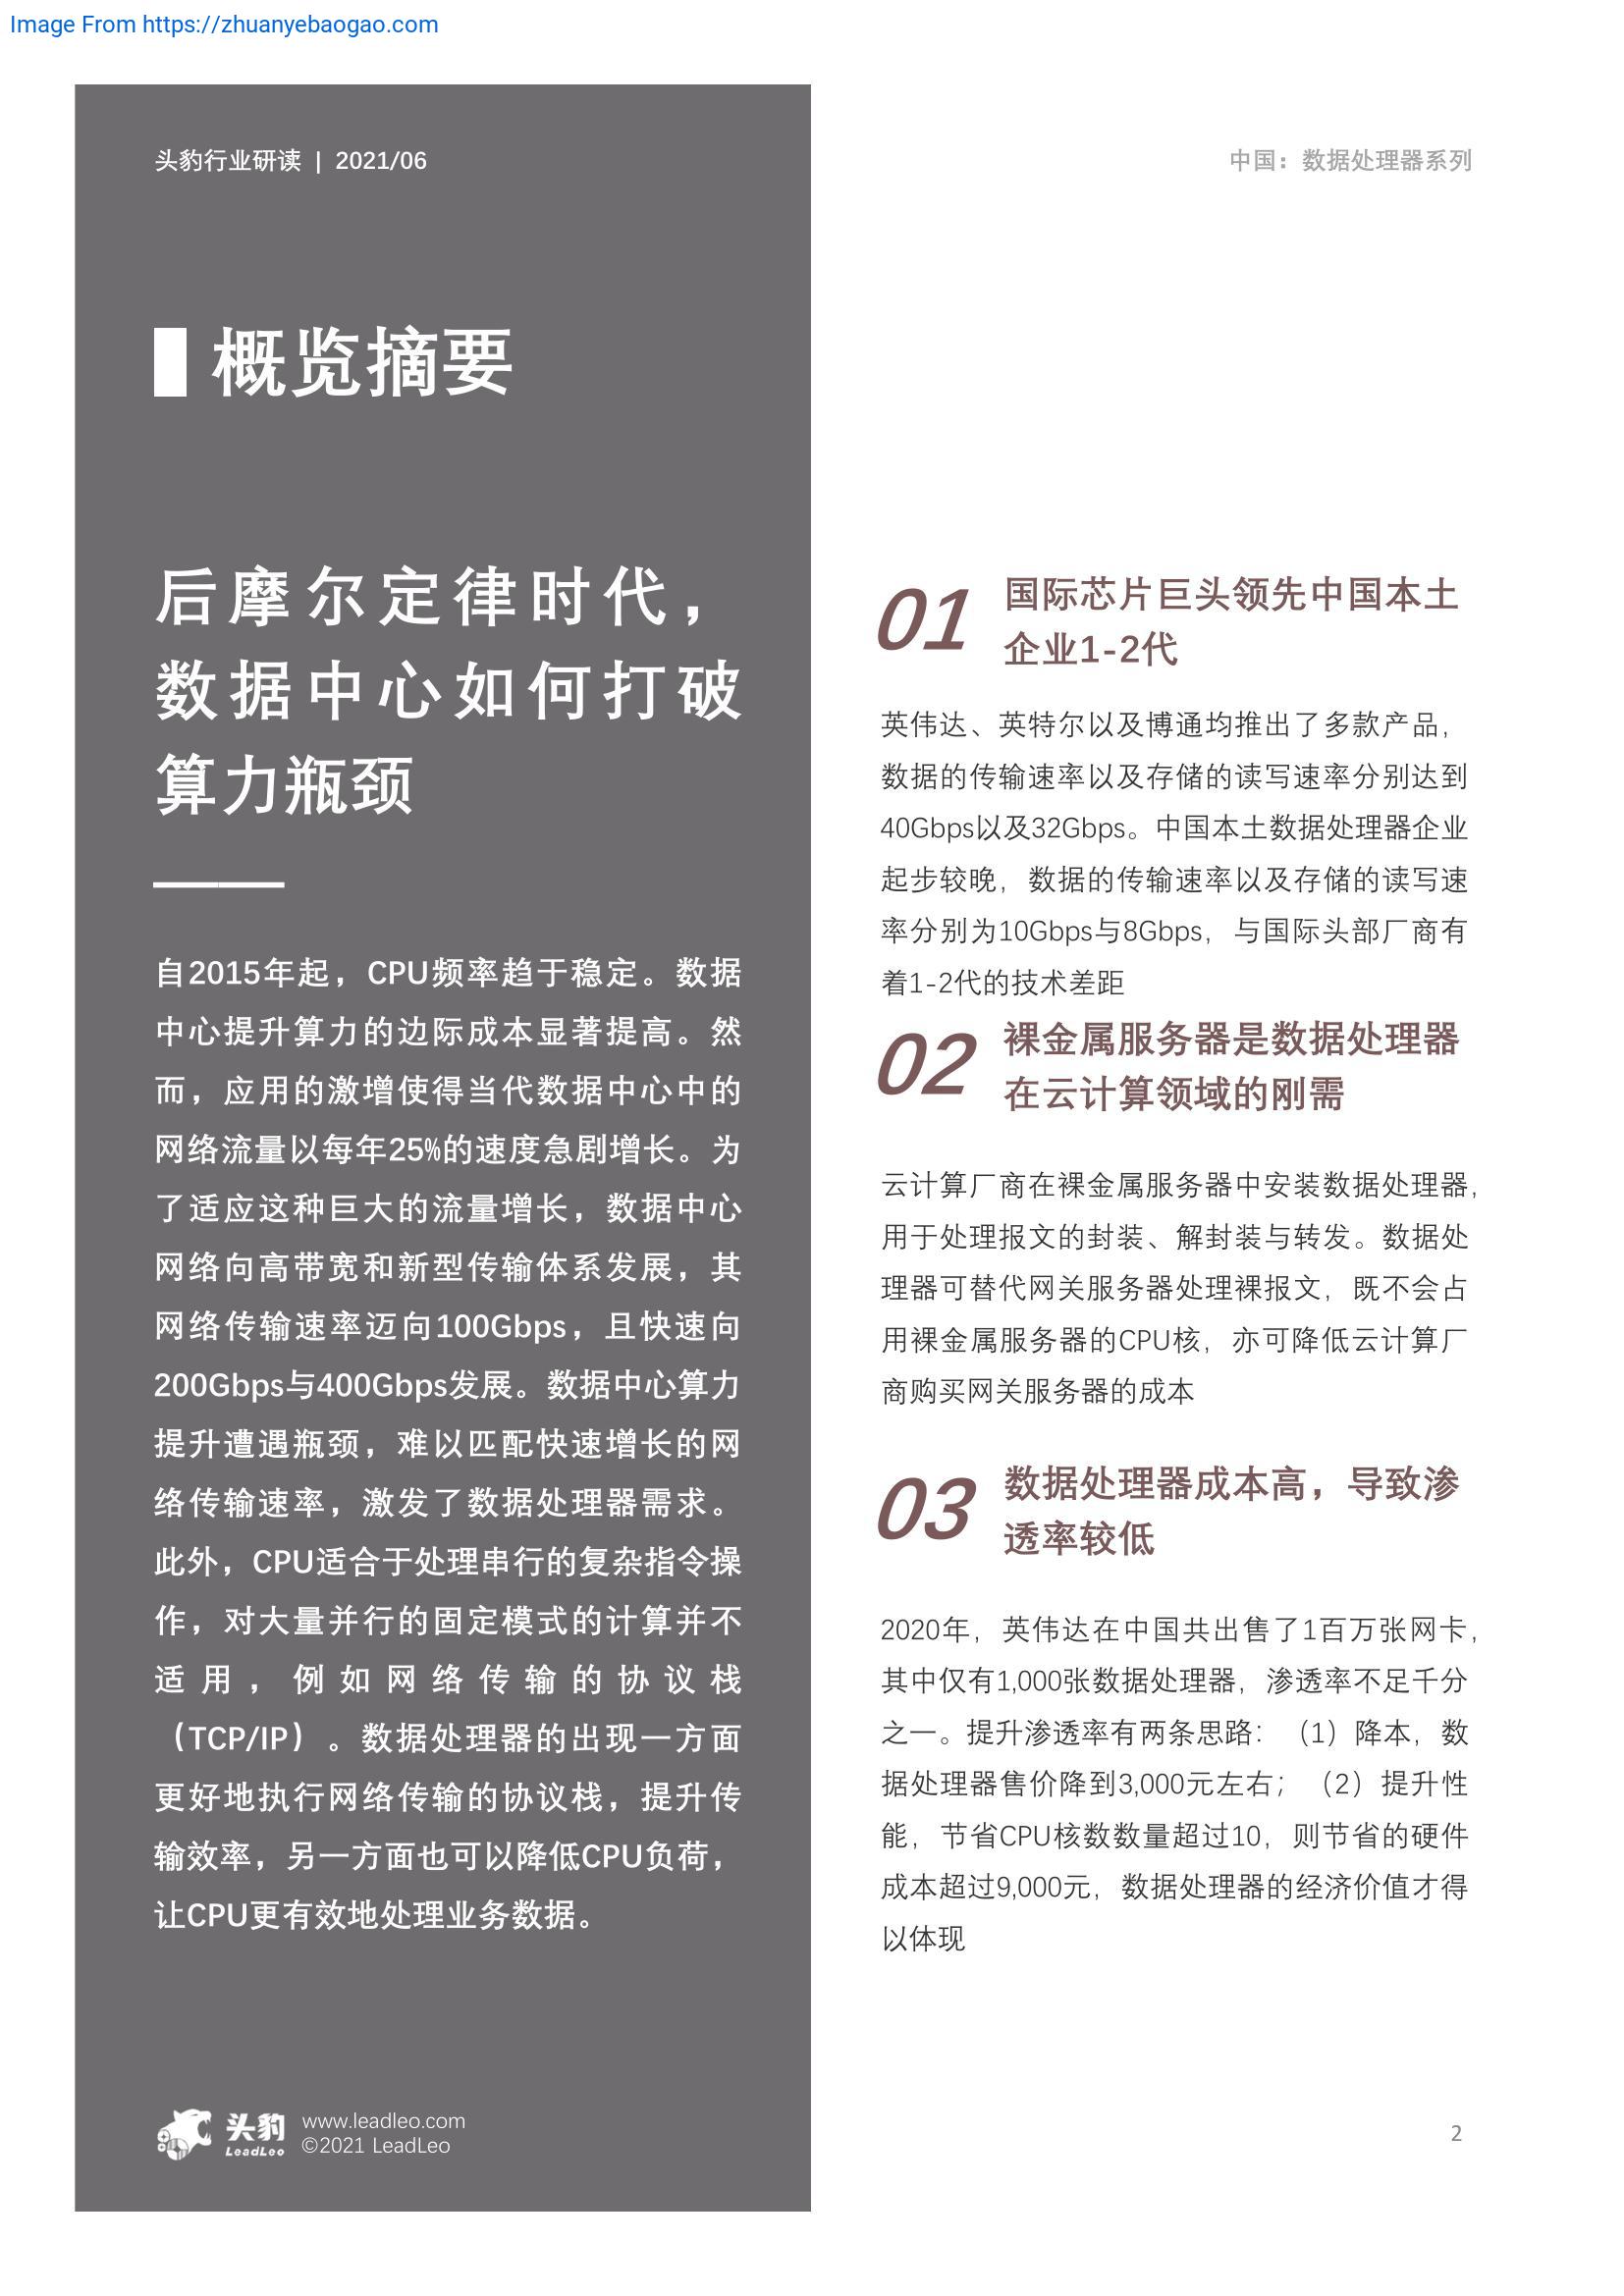 Image From https://zhuanyebaogao.com
头豹行业研读 | 2021/06
中国：数据处理器系列
概览摘要
后摩尔定律时代，
数据中心如何打破
算力瓶颈
自2015年起，CPU频率趋于稳定。数据
中心提升算力的边际成本显著提高。然
而，应用的激增使得当代数据中心中的
网络流量以每年25%的速度急剧增长。为
了适应这种巨大的流量增长，数据中心
网络向高带宽和新型传输体系发展，其
网络传输速率迈向100Gbps，且快速向
200Gbps与400Gbps发展。数据中心算力
提升遭遇瓶颈，难以匹配快速增长的网
络传输速率，激发了数据处理器需求。
此外，CPU适合于处理串行的复杂指令操
作，对大量并行的固定模式的计算并不
适用，例如网络传输的协议栈
（TCP/IP）。数据处理器的出现一方面
更好地执行网络传输的协议栈，提升传
输效率，另一方面也可以降低CPU负荷，
让CPU更有效地处理业务数据。
01
国际芯片巨头领先中国本土
企业1-2代
英伟达、英特尔以及博通均推出了多款产品，
数据的传输速率以及存储的读写速率分别达到
40Gbps以及32Gbps。中国本土数据处理器企业
起步较晚，数据的传输速率以及存储的读写速
率分别为10Gbps与8Gbps，与国际头部厂商有
着1-2代的技术差距
02
裸金属服务器是数据处理器
在云计算领域的刚需
云计算厂商在裸金属服务器中安装数据处理器，
用于处理报文的封装、解封装与转发。数据处
理器可替代网关服务器处理裸报文，既不会占
用裸金属服务器的CPU核，亦可降低云计算厂
商购买网关服务器的成本
03
数据处理器成本高，导致渗
透率较低
2020年，英伟达在中国共出售了1百万张网卡，
其中仅有1,000张数据处理器，渗透率不足千分
之一。提升渗透率有两条思路：（1）降本，数
据处理器售价降到3,000元左右；（2）提升性
能，节省CPU核数数量超过10，则节省的硬件
成本超过9,000元，数据处理器的经济价值才得
以体现
头豹
LeadLeo
www.leadleo.com
©2021 LeadLeo
2